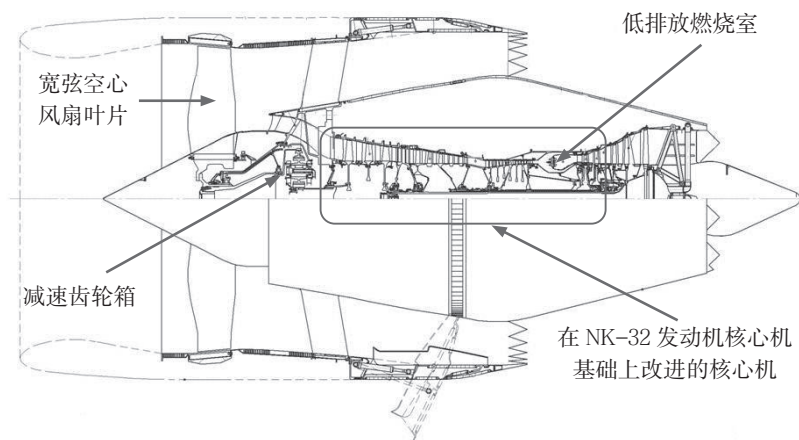 低排放燃烧室
宽弦空心
风扇叶片
减速齿轮箱
在 NK-32 发动机核心机
基础上改进的核心机